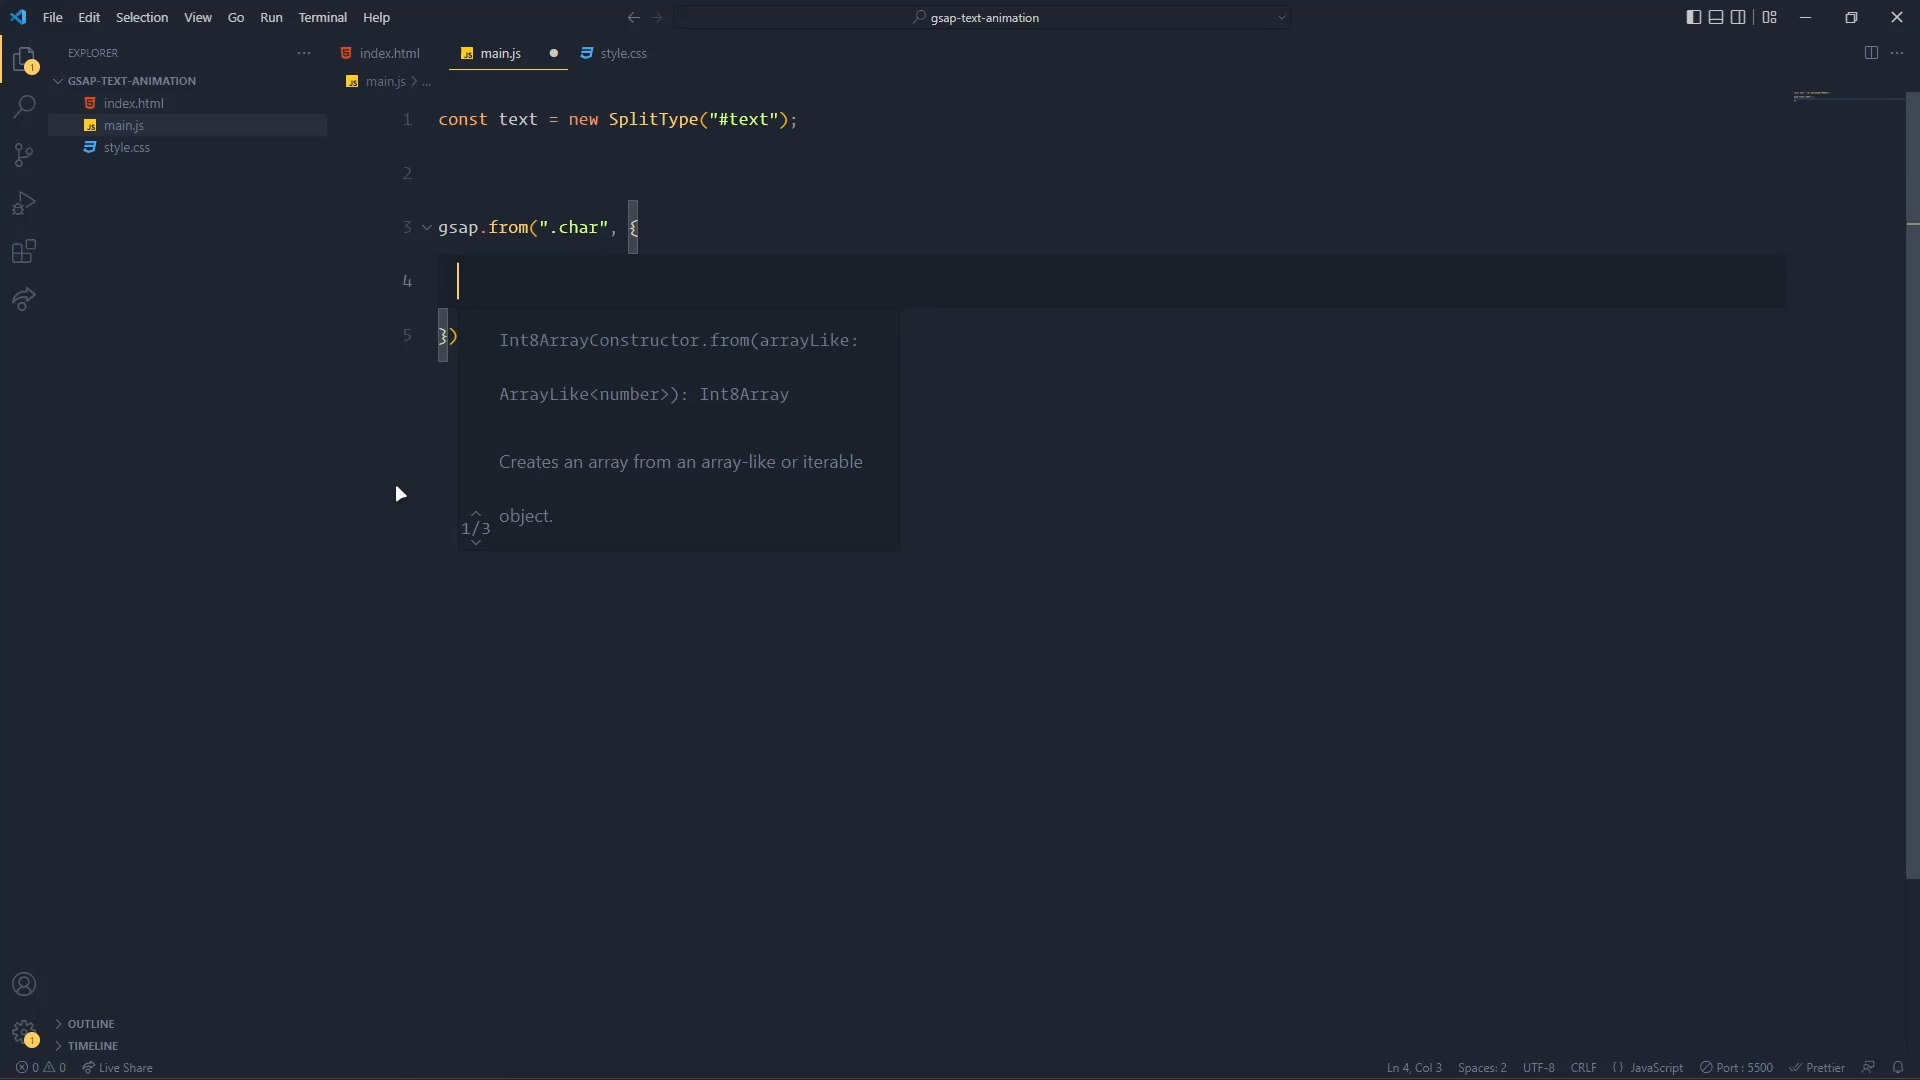 File Edit Selection View Go Run Terminal Help
gsap-text-animation
EXPLORER
index.html main.js style.css
GSAP-TEXT-ANIMATION
main.js > ...
index.html
main.js
style.css
1 const text = new SplitType("#text");
2
3 gsap.from(".char", {
4
5 })
Int8ArrayConstructor.from(arrayLike:
ArrayLike<number>): Int8Array
Creates an array from an array-like or iterable
object.
1/3
1
1
OUTLINE
TIMELINE
0 0 Live Share
Ln 4, Col 3 Spaces: 2 UTF-8 CRLF {} JavaScript Port : 5500 Prettier